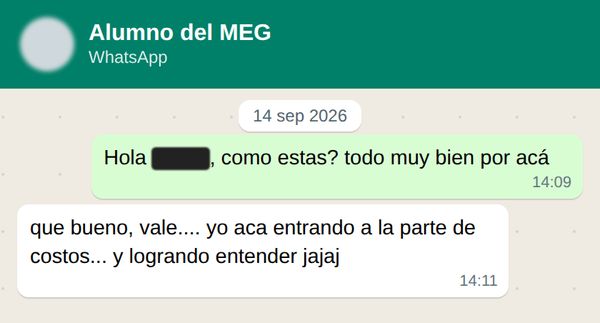 Alumno del MEG
WhatsApp
14 sep 2026
Hola , como estas? todo muy bien por acá
14:09
que bueno, vale.... yo aca entrando a la parte de
costos... y logrando entender jajaj
14:11